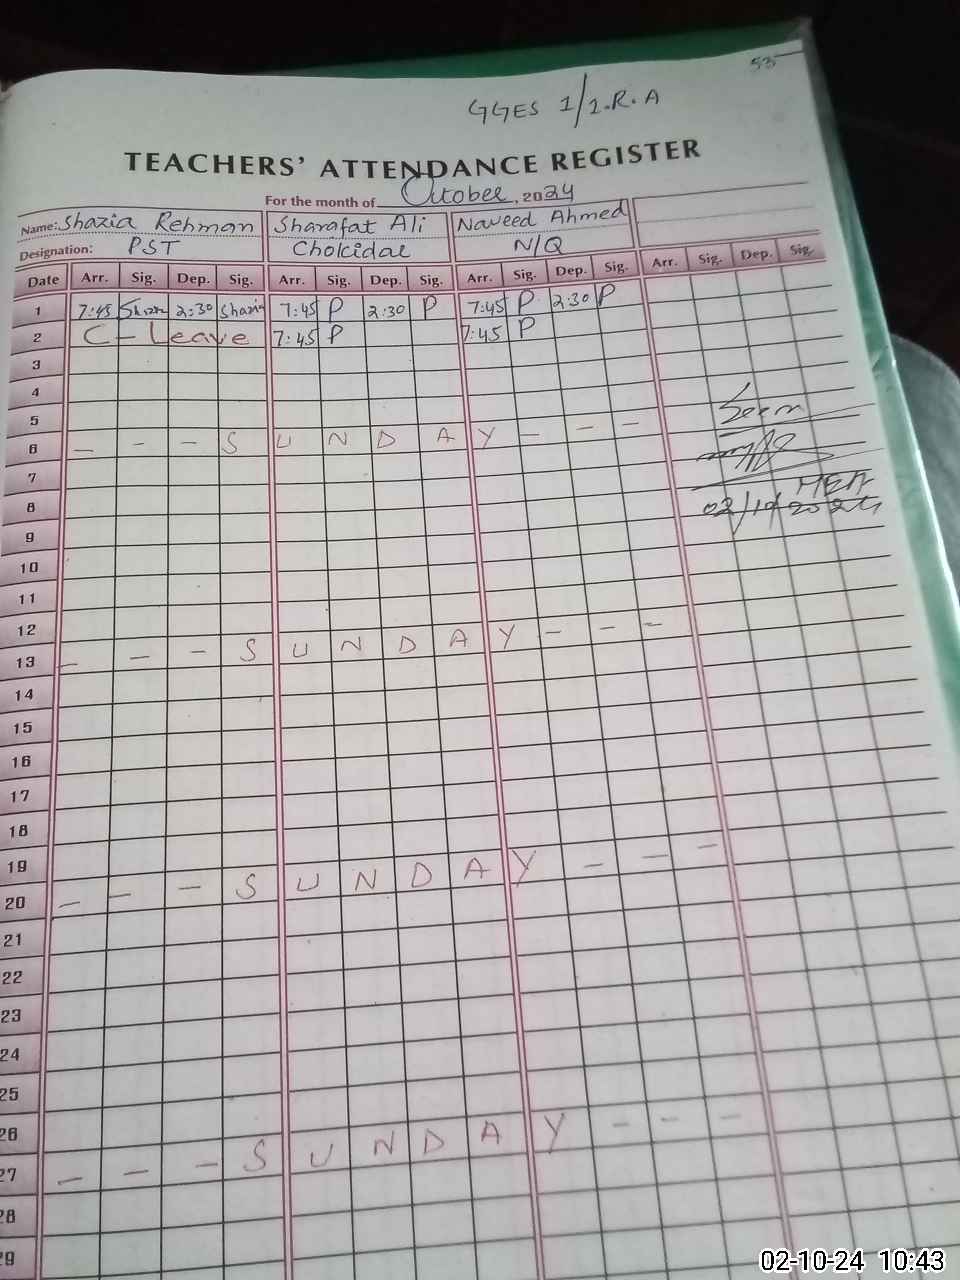 53
GGES 1/1.R.A
TEACHERS' ATTENDANCE REGISTER
For the month of October, 2024
Name: Shazia Rehman Sharafat Ali Naveed Ahmed
Designation: PST Chokidar N/Q
Date Arr. Sig. Dep. Sig. Arr. Sig. Dep. Sig. Arr. Sig. Dep. Sig. Arr. Sig. Dep. Sig.
1 7:45 2:30 Shazia 7:45 P 2:30 P 7:45 P 2:30 P
2 C-Leave 7:45 P 7:45 P
3
4
5
Seen
6 - - - S U N D A Y - - -
7
MEA
8
02/10/2024
9
10
11
12
13 - - - S U N D A Y - - -
14
15
16
17
18
19
20 - - - S U N D A Y - - -
21
22
23
24
25
26
27 - - - S U N D A Y - - -
28
29
02-10-24 10:43